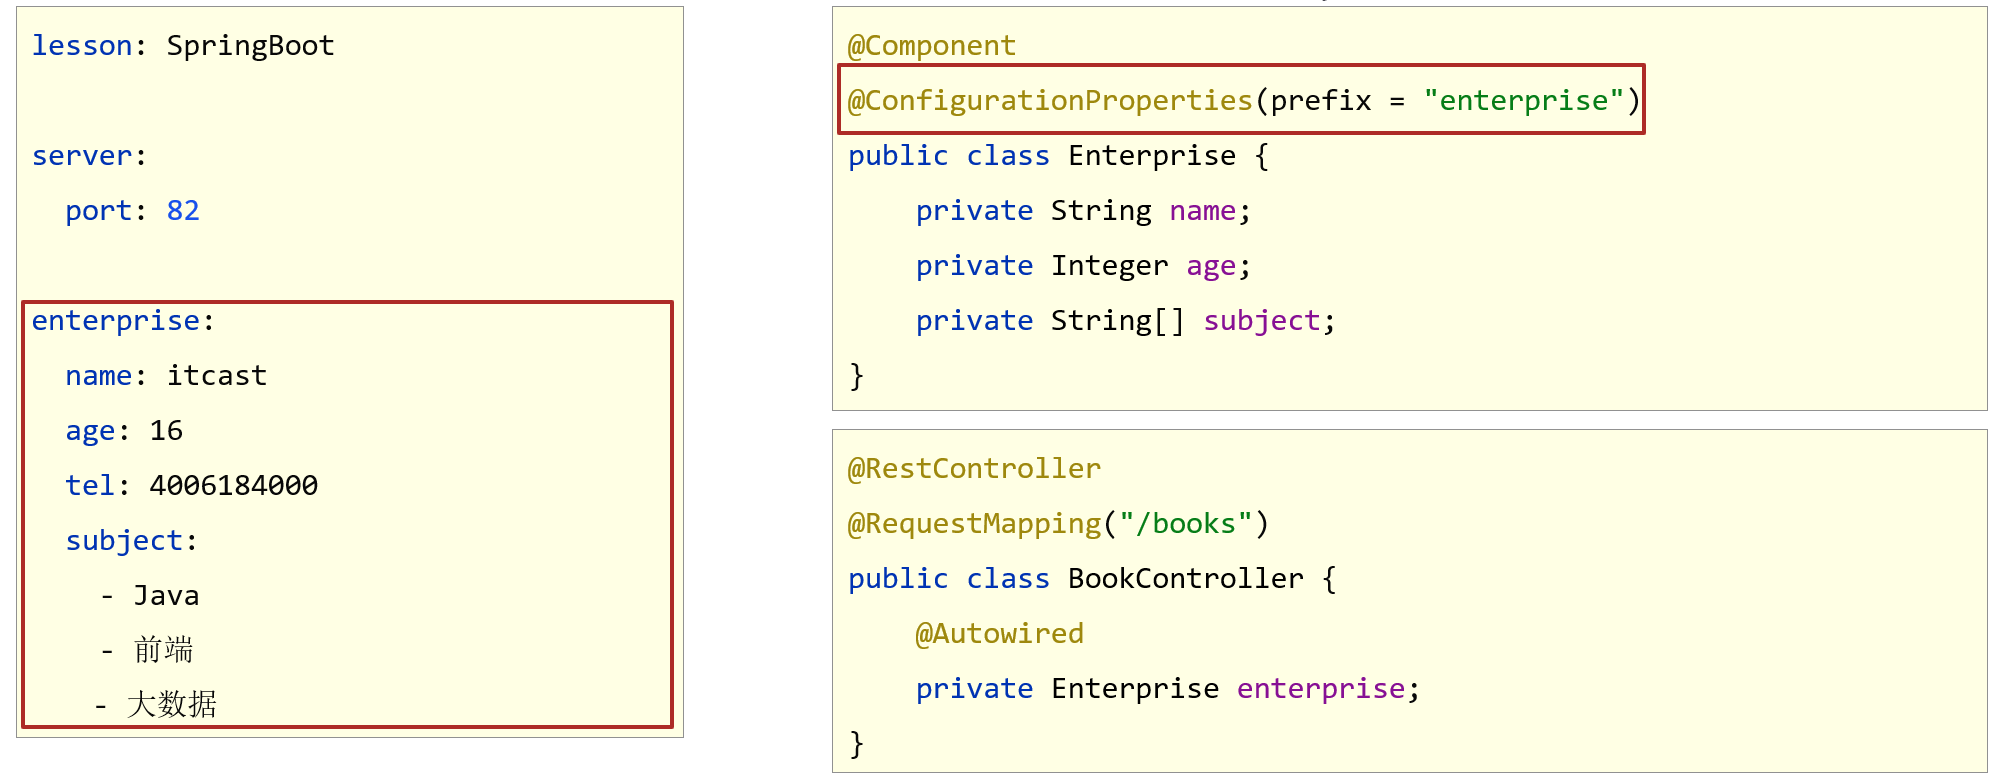 lesson: SpringBoot
server:
  port: 82
enterprise:
  name: itcast
  age: 16
  tel: 4006184000
  subject:
    - Java
    - 前端
    - 大数据
@Component
@ConfigurationProperties(prefix = "enterprise")
public class Enterprise {
    private String name;
    private Integer age;
    private String[] subject;
}
@RestController
@RequestMapping("/books")
public class BookController {
    @Autowired
    private Enterprise enterprise;
}